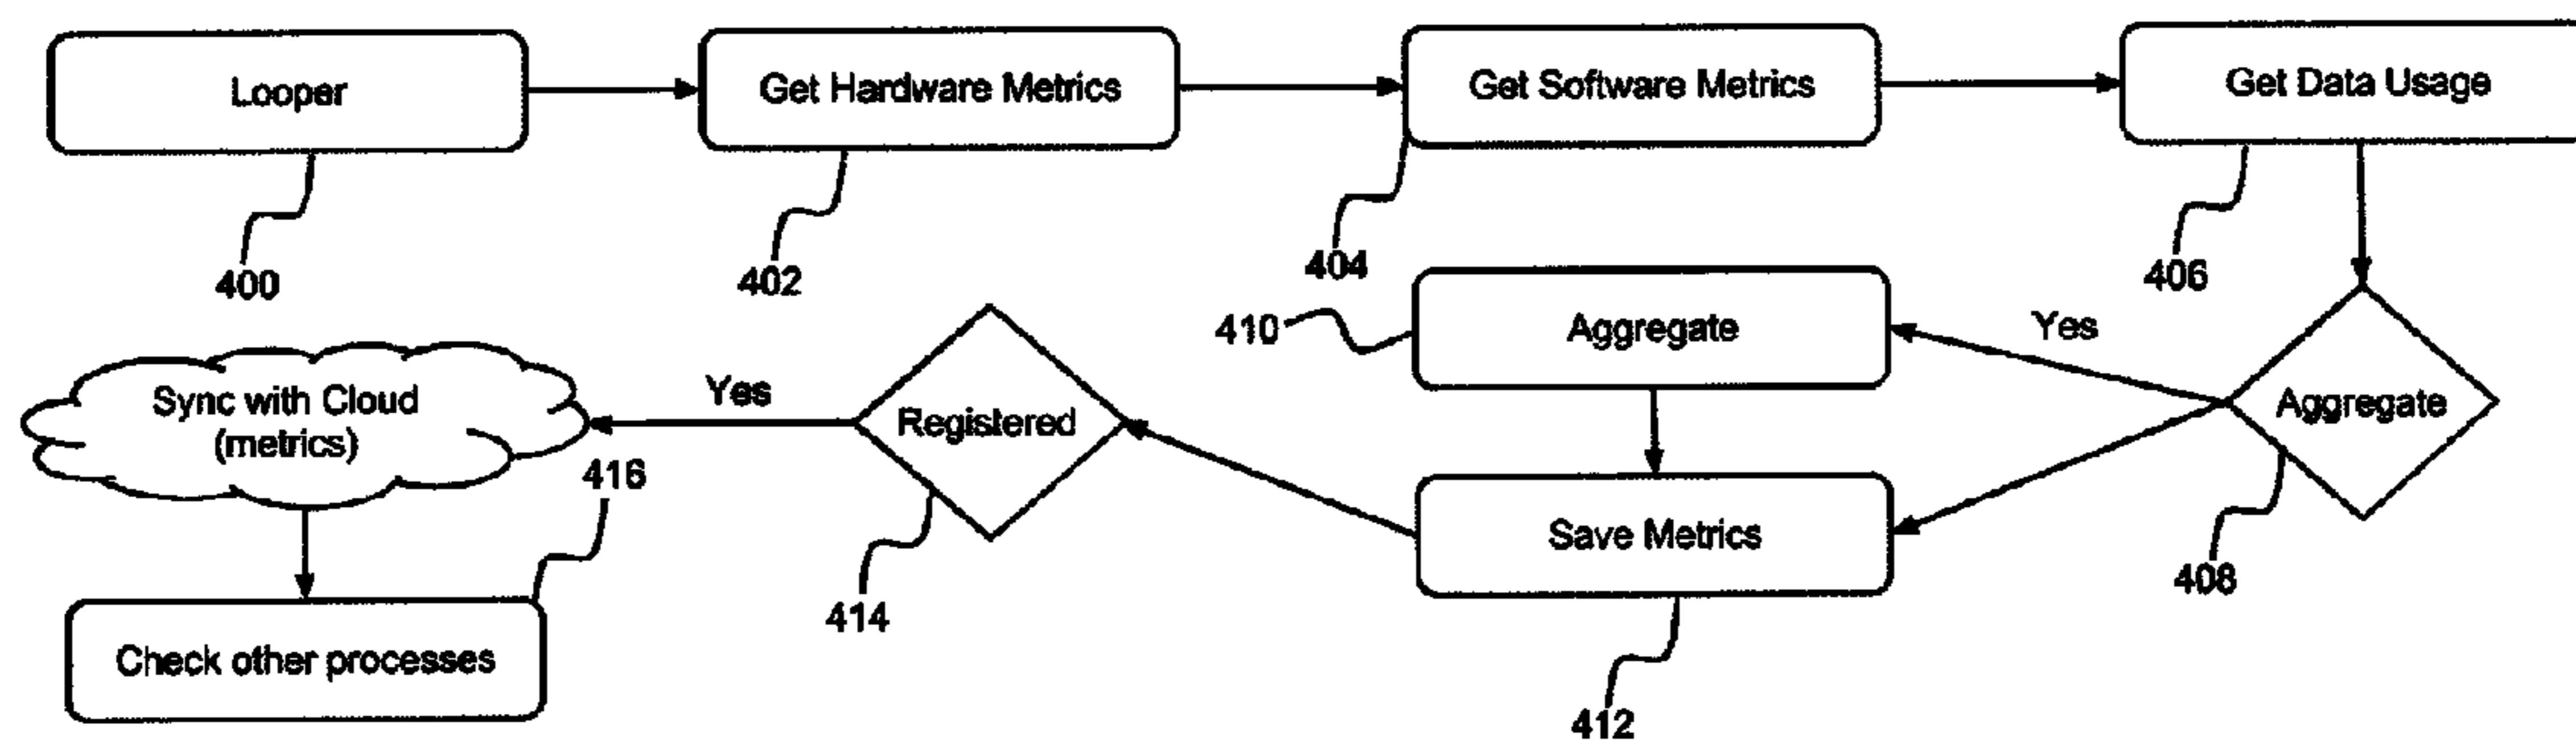 Looper
Get Hardware Metrics
Get Software Metrics
Get Data Usage
400
402
404
406
410
Aggregate
Yes
Sync with Cloud
(metrics)
Yes
Registered
Aggregate
416
Save Metrics
414
408
Check other processes
412